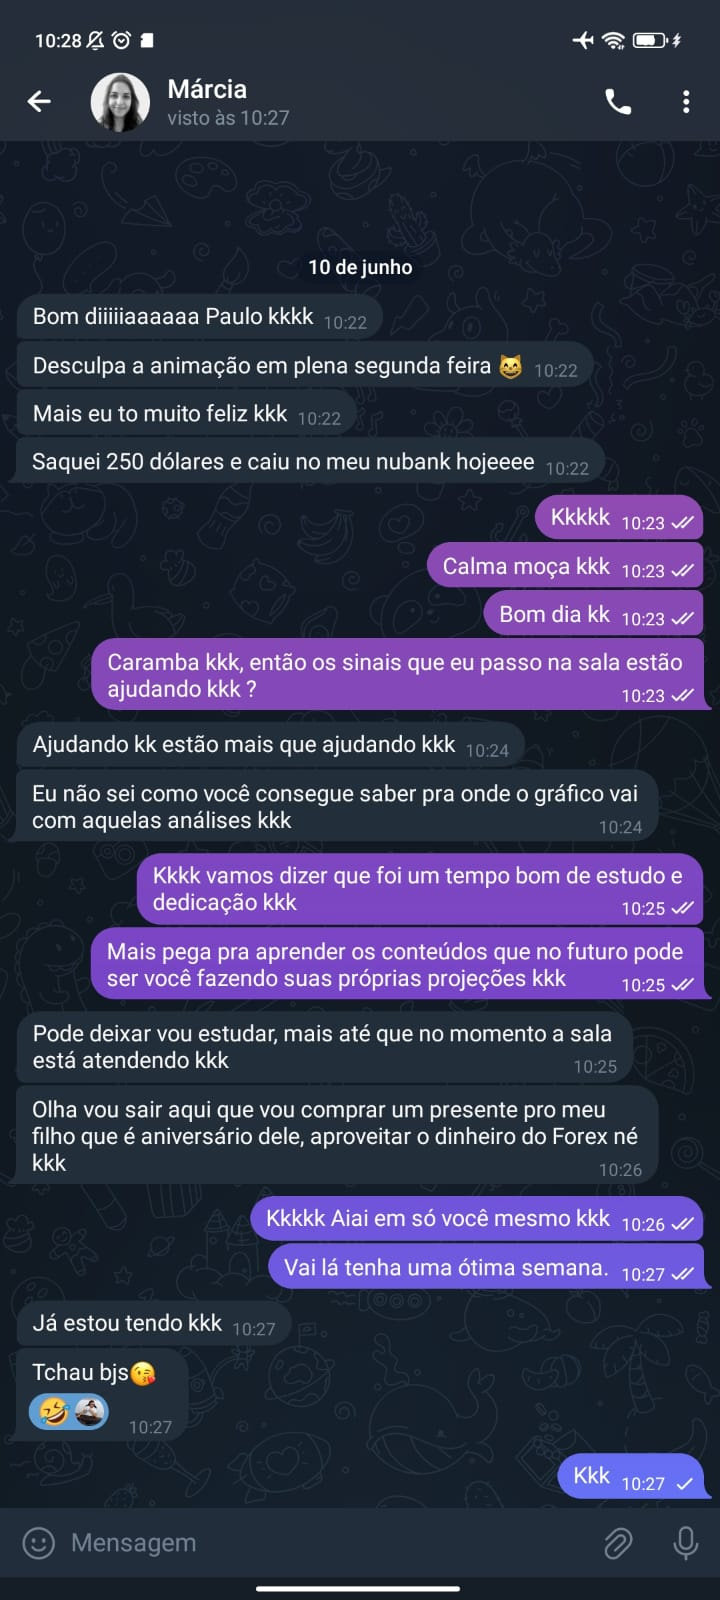 10:28
Márcia
visto às 10:27
10 de junho
Bom diiiiaaaaaa Paulo kkkk 10:22
Desculpa a animação em plena segunda feira 😺 10:22
Mais eu to muito feliz kkk 10:22
Saquei 250 dólares e caiu no meu nubank hojeeee 10:22
Kkkkk 10:23
Calma moça kkk 10:23
Bom dia kk 10:23
Caramba kkk, então os sinais que eu passo na sala estão
ajudando kkk ? 10:23
Ajudando kk estão mais que ajudando kkk 10:24
Eu não sei como você consegue saber pra onde o gráfico vai
com aquelas análises kkk 10:24
Kkkk vamos dizer que foi um tempo bom de estudo e
dedicação kkk 10:25
Mais pega pra aprender os conteúdos que no futuro pode
ser você fazendo suas próprias projeções kkk 10:25
Pode deixar vou estudar, mais até que no momento a sala
está atendendo kkk 10:25
Olha vou sair aqui que vou comprar um presente pro meu
filho que é aniversário dele, aproveitar o dinheiro do Forex né
kkk 10:26
Kkkkk Aiai em só você mesmo kkk 10:26
Vai lá tenha uma ótima semana. 10:27
Já estou tendo kkk 10:27
Tchau bjs😘
🤣 10:27
Kkk 10:27
Mensagem